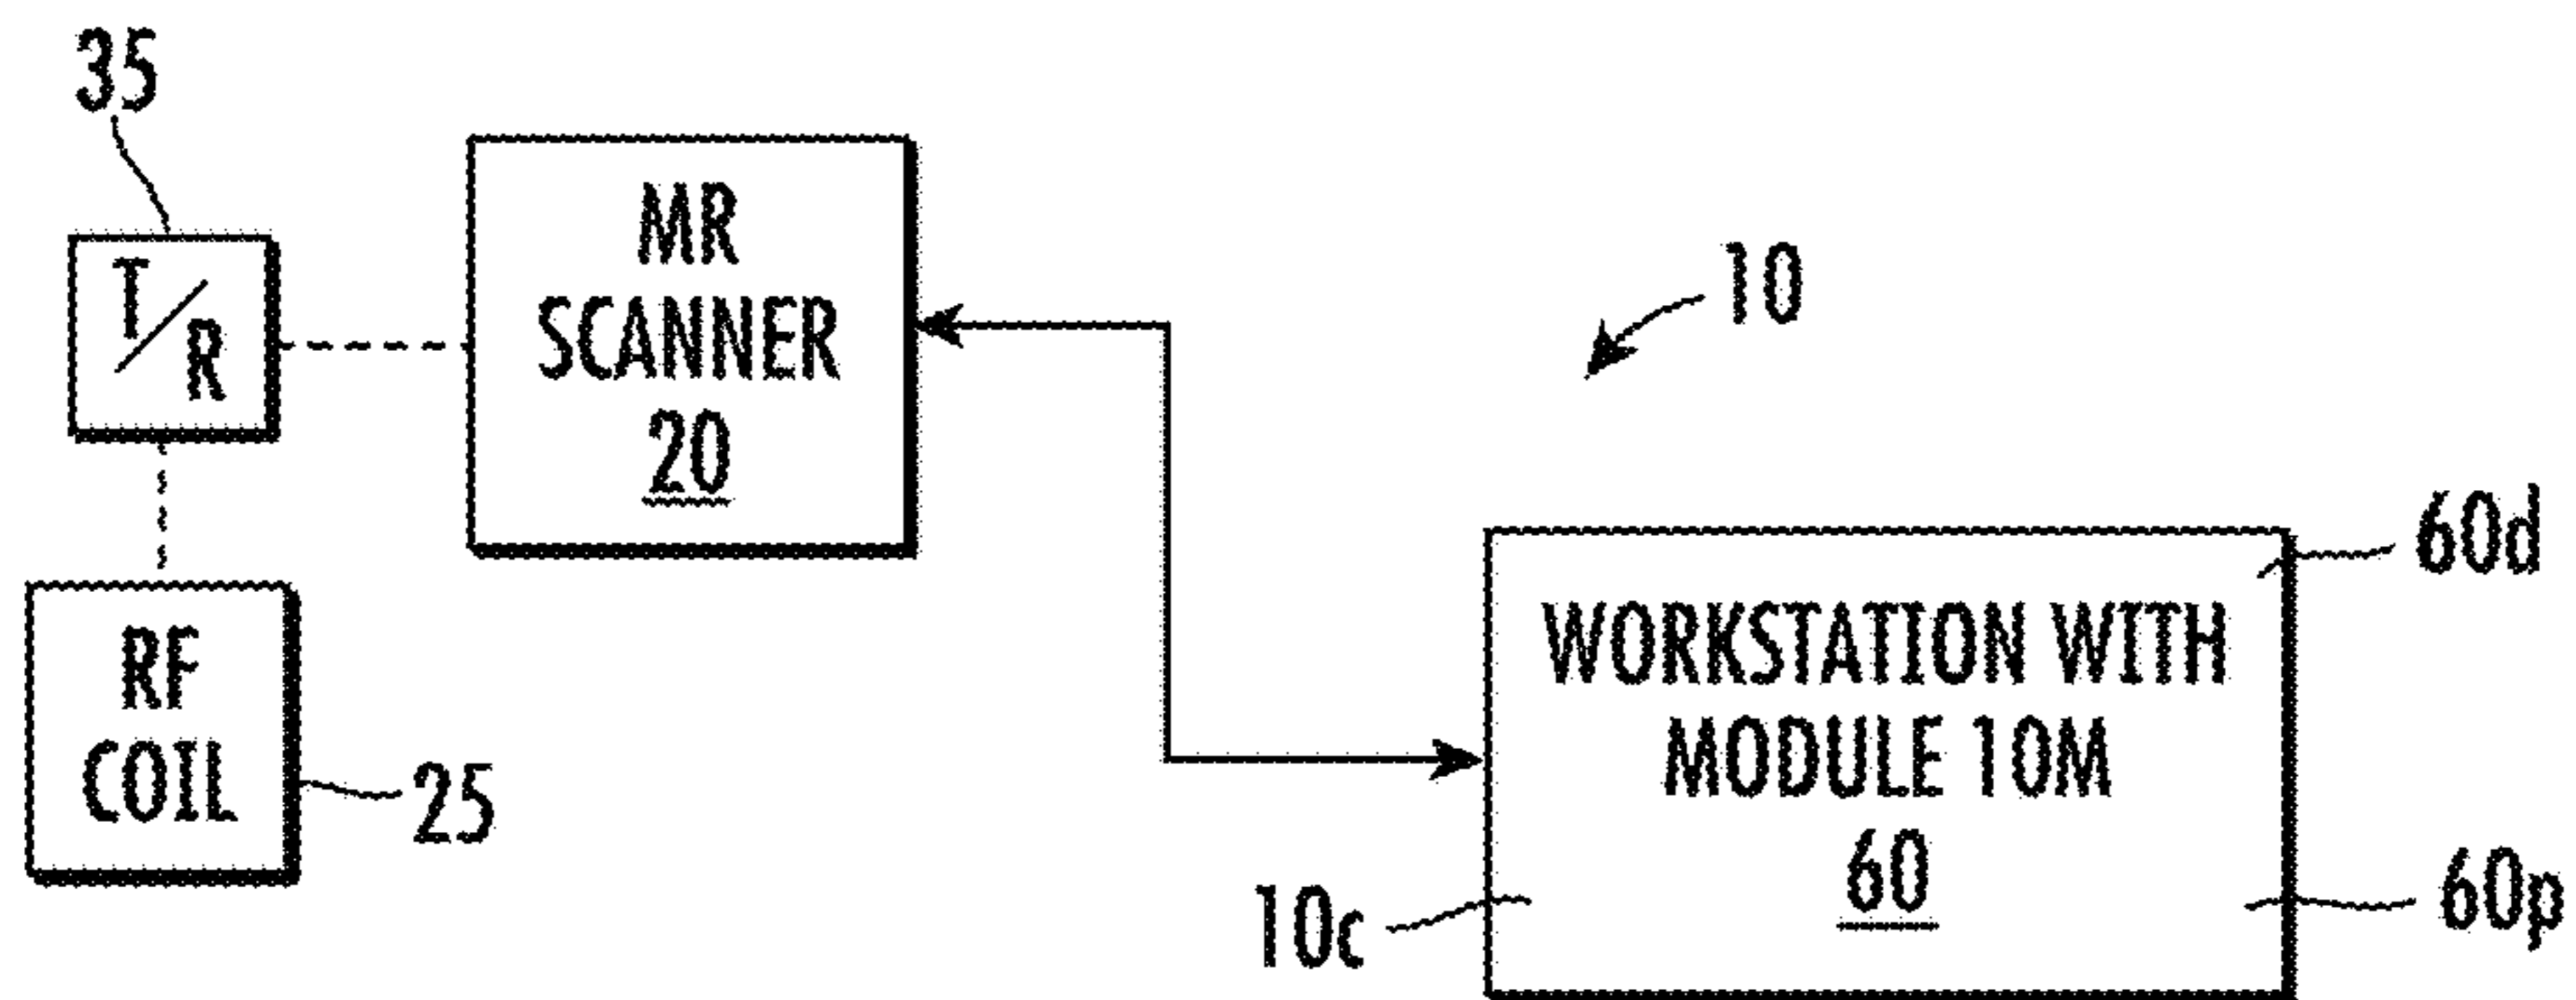 35
T/R
MR
SCANNER
20
10
RF
COIL
25
WORKSTATION WITH
MODULE 10M
60
60d
10c
60p